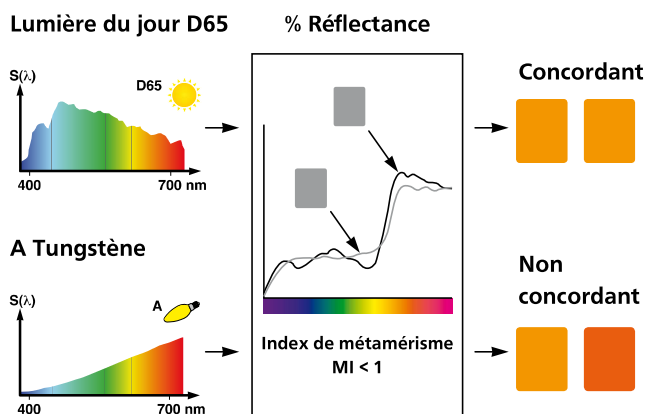 Lumière du jour D65
% Réflectance
S(λ)
D65
400
700 nm
Concordant
A Tungstène
S(λ)
A
400
700 nm
Index de métamérisme
MI < 1
Non
concordant